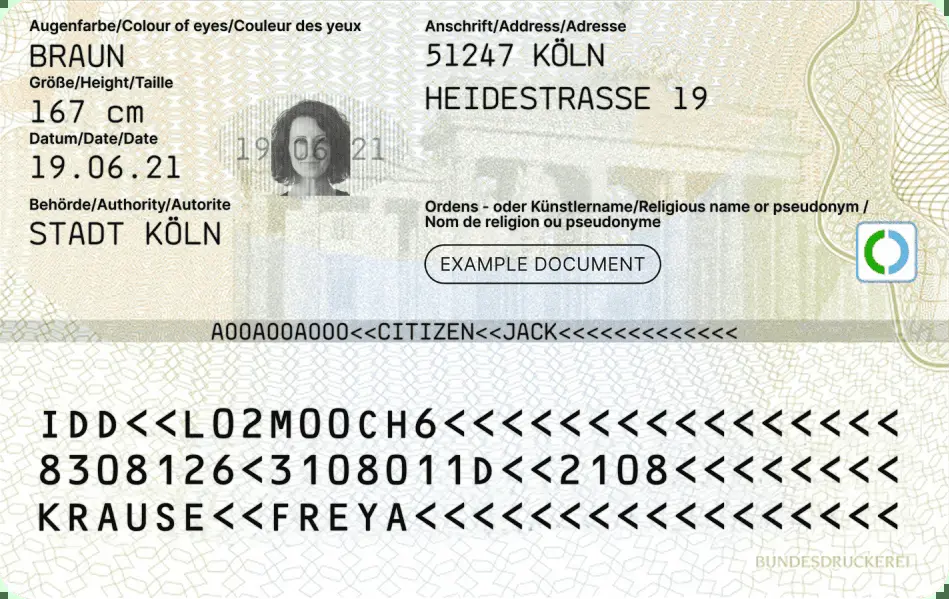 Augenfarbe/Colour of eyes/Couleur des yeux
BRAUN
Größe/Height/Taille
167 cm
Datum/Date/Date
19.06.21
Behörde/Authority/Autorite
STADT KÖLN
19 06 21
Anschrift/Address/Adresse
51247 KÖLN
HEIDESTRASSE 19
Ordens - oder Künstlername/Religious name or pseudonym /
Nom de religion ou pseudonyme
EXAMPLE DOCUMENT
A00A00A000<<CITIZEN<<JACK<<<<<<<<<<<<<
IDD<<L02M00CH6<<<<<<<<<<<<<<<<
8308126<3108011D<<2108<<<<<<<<
KRAUSE<<FREYA<<<<<<<<<<<<<<<<<
BUNDESDRUCKEREI